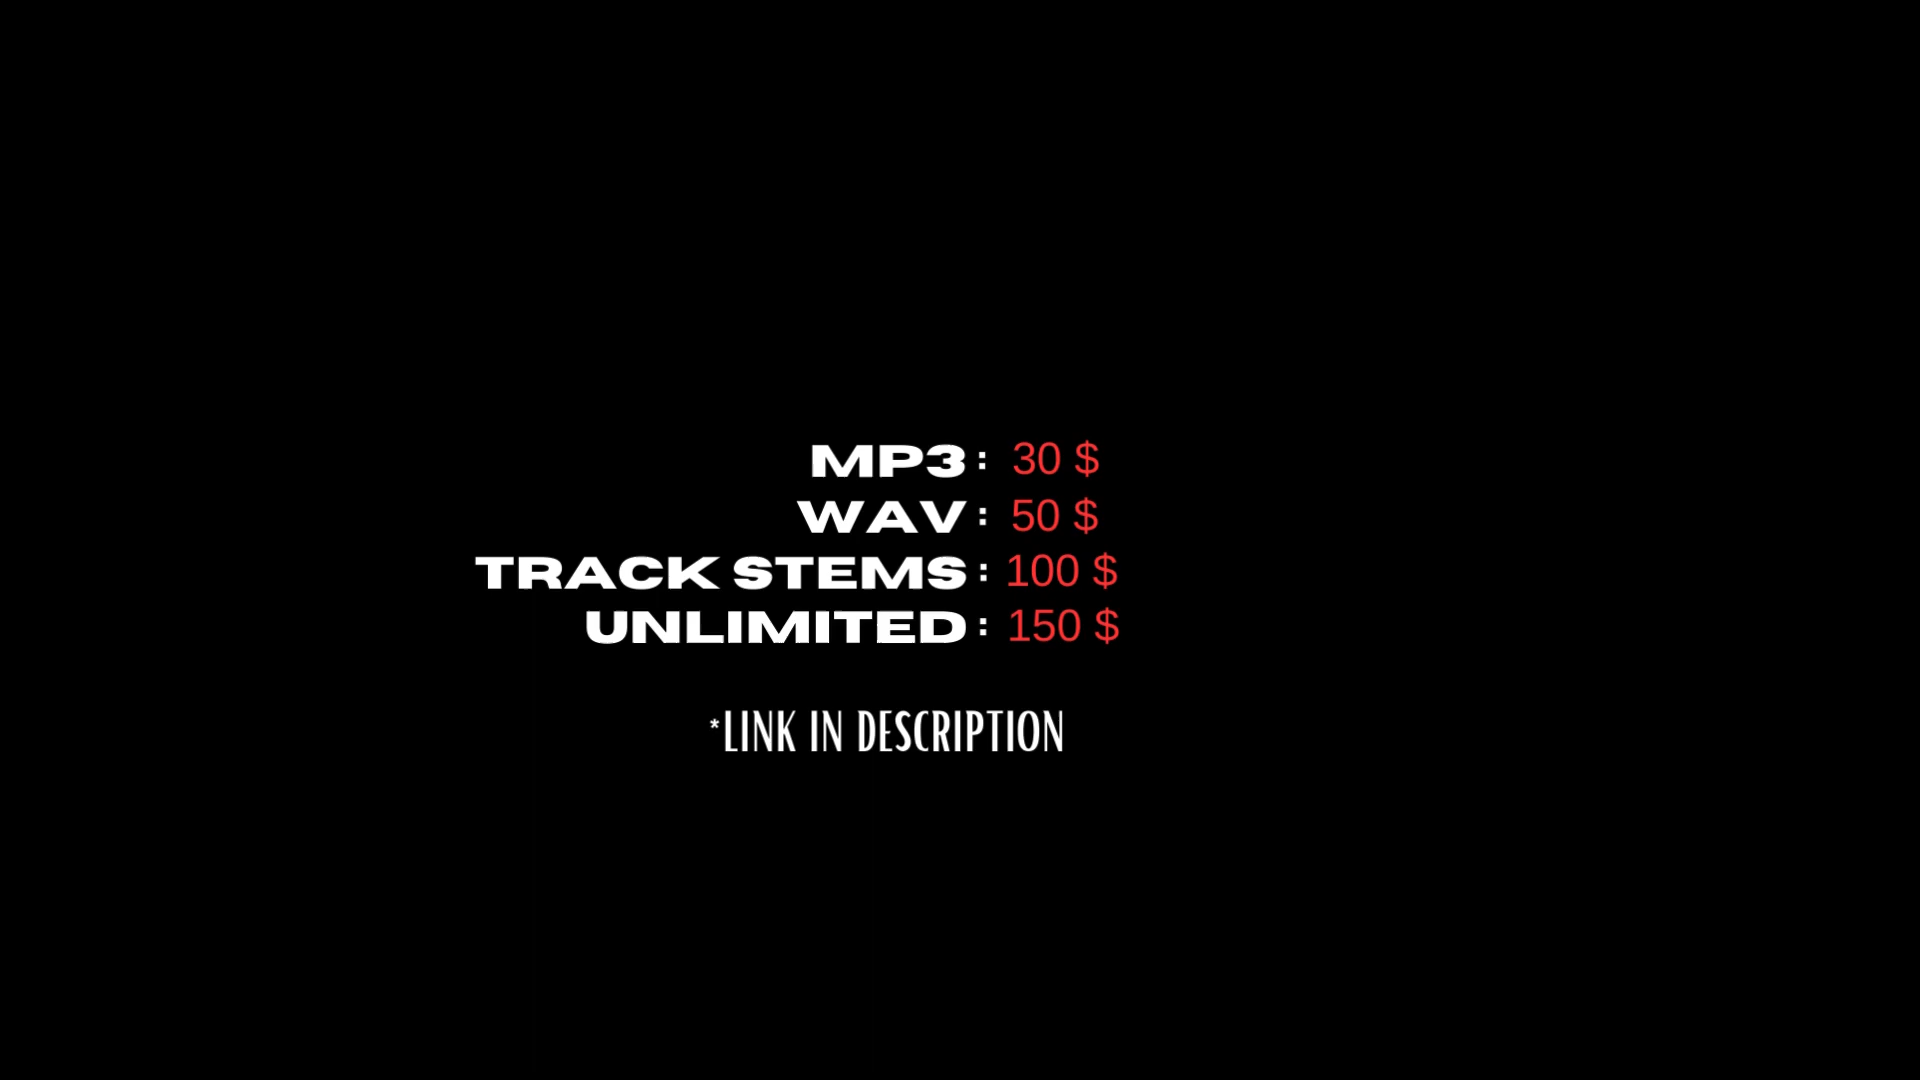 MP3 : 30 $
WAV : 50 $
TRACK STEMS : 100 $
UNLIMITED : 150 $
*LINK IN DESCRIPTION